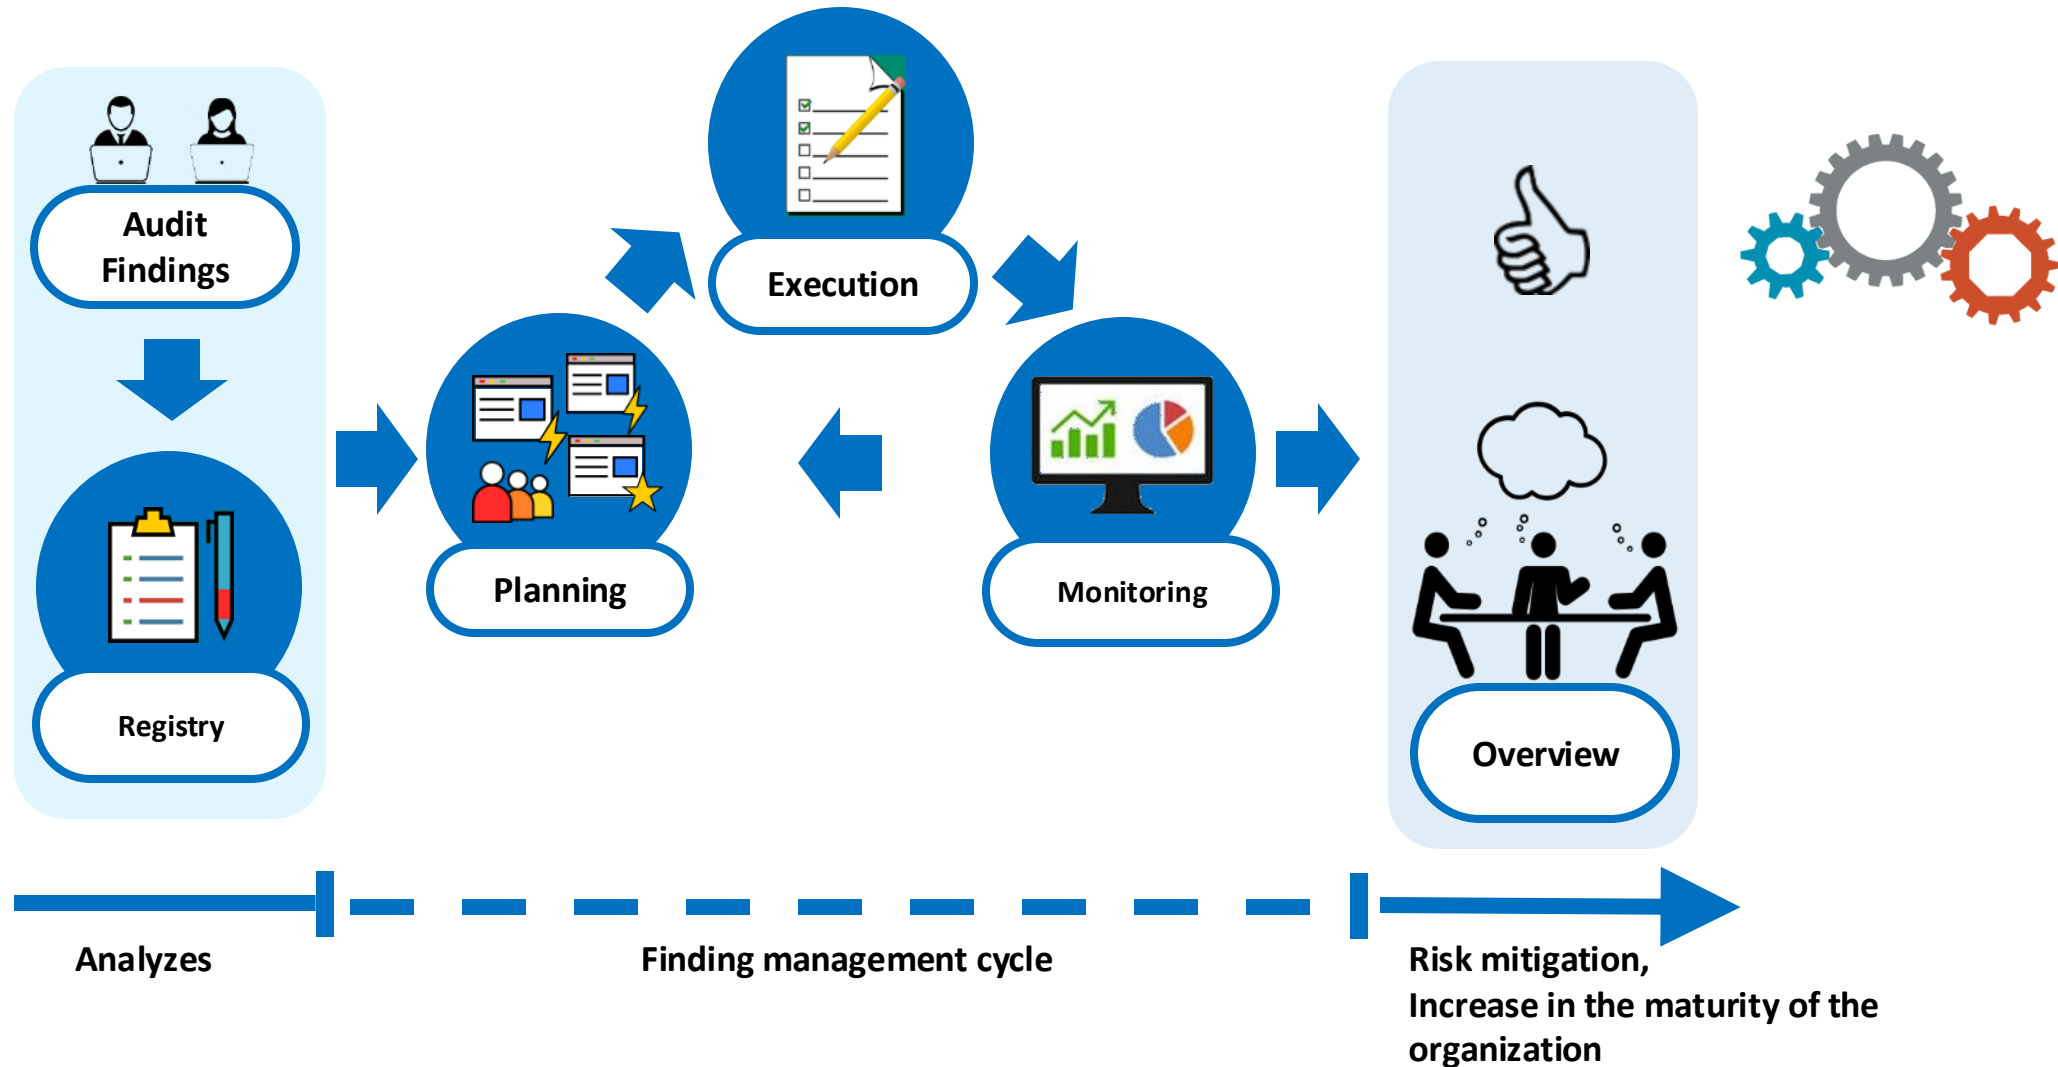 Audit
Findings
Registry
Planning
Execution
Monitoring
Overview
Analyzes
Finding management cycle
Risk mitigation,
Increase in the maturity of the
organization